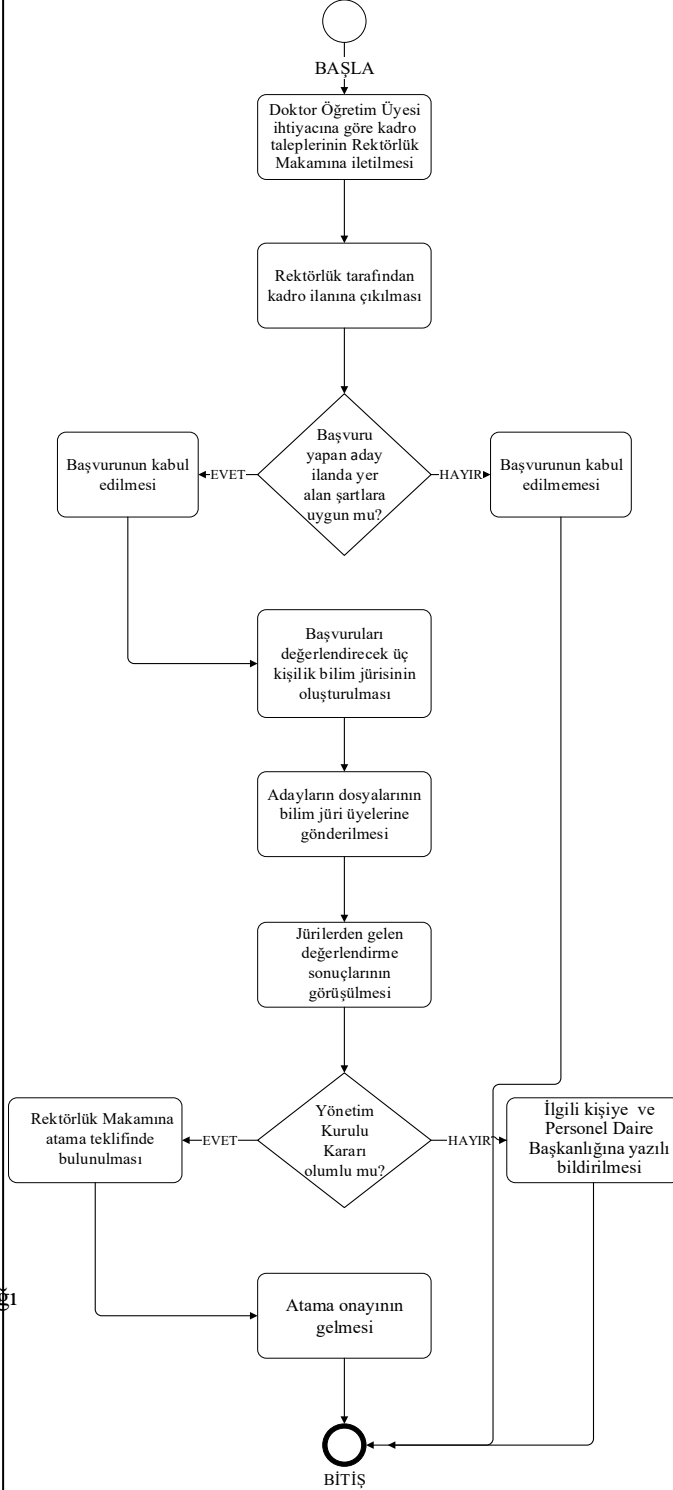 BAŞLA
Doktor Öğretim Üyesi
ihtiyacına göre kadro
taleplerinin Rektörlük
Makamına iletilmesi
Rektörlük tarafından
kadro ilanına çıkılması
Başvuru
yapan aday
ilanda yer
alan şartlara
uygun mu?
EVET
HAYIR
Başvurunun kabul
edilmesi
Başvurunun kabul
edilmemesi
Başvuruları
değerlendirecek üç
kişilik bilim jürisinin
oluşturulması
Adayların dosyalarının
bilim jüri üyelerine
gönderilmesi
Jürilerden gelen
değerlendirme
sonuçlarının
görüşülmesi
Yönetim
Kurulu
Kararı
olumlu mu?
EVET
HAYIR
Rektörlük Makamına
atama teklifinde
bulunulması
İlgili kişiye ve
Personel Daire
Başkanlığına yazılı
bildirilmesi
ğı
Atama onayının
gelmesi
BİTİŞ